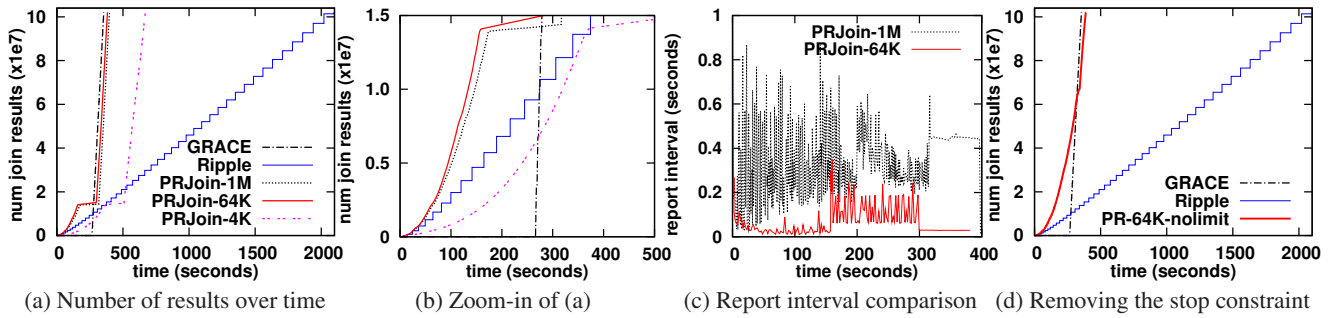 num join results (x1e7)
10
8
6
4
2
0
0
500
1000
1500
2000
time (seconds)
GRACE
Ripple
PRJoin-1M
PRJoin-64K
PRJoin-4K
(a) Number of results over time
num join results (x1e7)
1.5
1.0
0.5
0.0
0
100
200
300
400
500
time (seconds)
(b) Zoom-in of (a)
report interval (seconds)
1
0.8
0.6
0.4
0.2
0
0
100
200
300
400
time (seconds)
PRJoin-1M
PRJoin-64K
(c) Report interval comparison
num join results (x1e7)
10
8
6
4
2
0
0
500
1000
1500
2000
time (seconds)
GRACE
Ripple
PR-64K-nolimit
(d) Removing the stop constraint